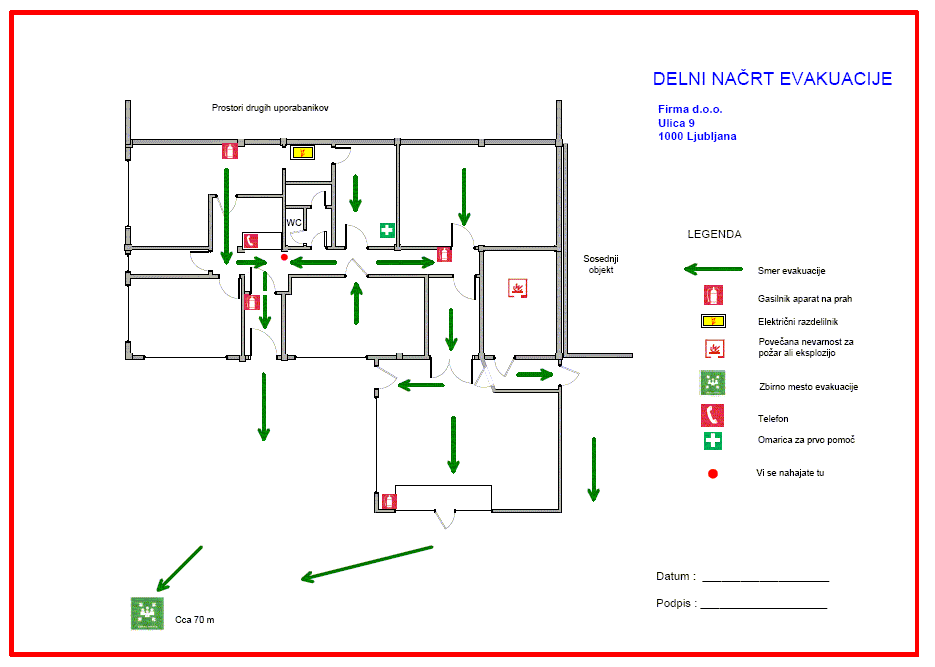 DELNI NAČRT EVAKUACIJE
Firma d.o.o.
Ulica 9
1000 Ljubljana
Prostori drugih uporabanikov
WC
Sosednji
objekt
LEGENDA
Smer evakuacije
Gasilnik aparat na prah
Električni razdelilnik
Povečana nevarnost za
požar ali eksplozijo
Zbirno mesto evakuacije
Telefon
Omarica za prvo pomoč
Vi se nahajate tu
Datum : ____________________
Podpis : ____________________
Cca 70 m